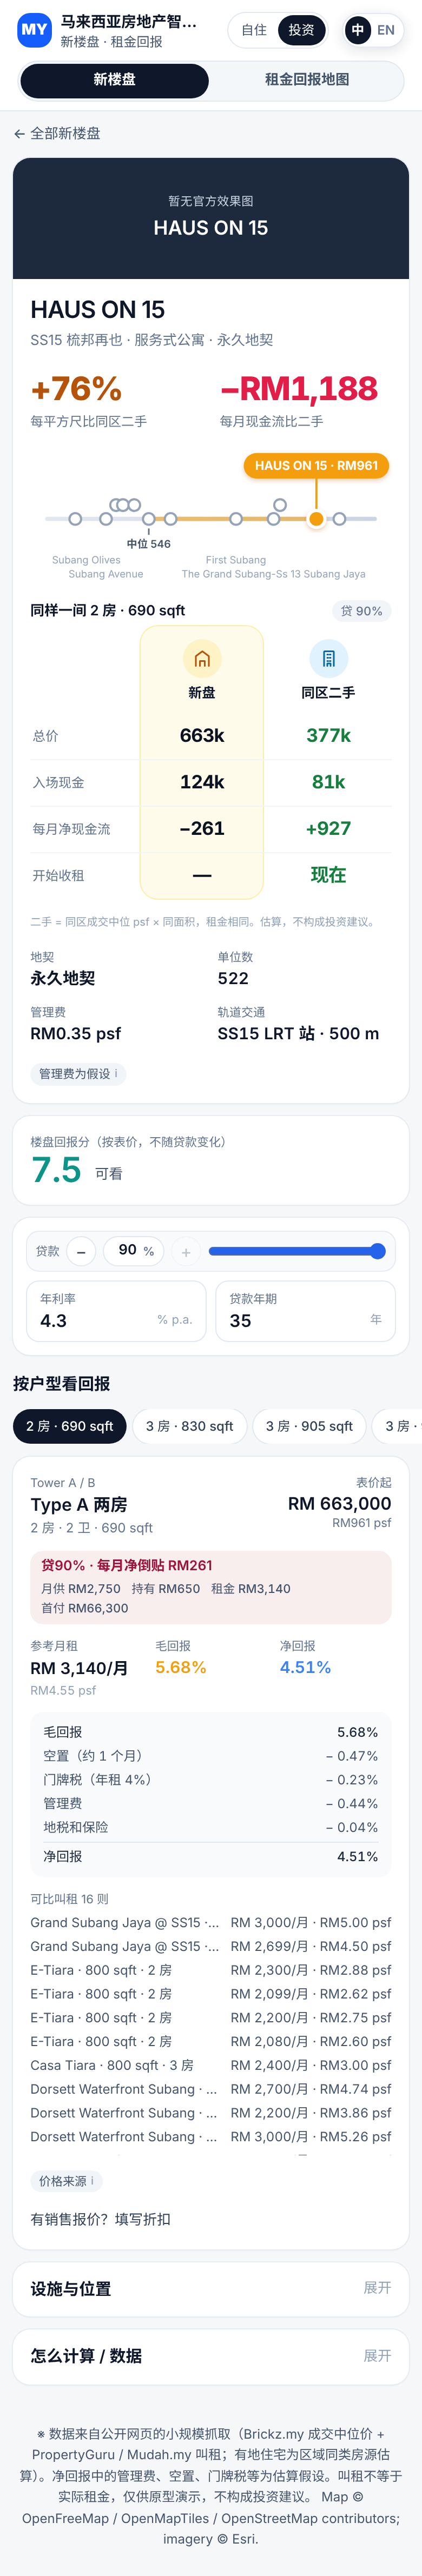 MY
马来西亚房地产智...
新楼盘 · 租金回报
自住
投资
中
EN
新楼盘
租金回报地图
← 全部新楼盘
暂无官方效果图
HAUS ON 15
HAUS ON 15
SS15 梳邦再也 · 服务式公寓 · 永久地契
+76%
每平方尺比同区二手
−RM1,188
每月现金流比二手
HAUS ON 15 · RM961
中位 546
Subang Olives
First Subang
Subang Avenue
The Grand Subang-Ss 13 Subang Jaya
同样一间 2 房 · 690 sqft
贷 90%
新盘
同区二手
总价
663k
377k
入场现金
124k
81k
每月净现金流
−261
+927
开始收租
—
现在
二手 = 同区成交中位 psf × 同面积，租金相同。估算，不构成投资建议。
地契
永久地契
单位数
522
管理费
RM0.35 psf
轨道交通
SS15 LRT 站 · 500 m
管理费为假设 i
楼盘回报分（按表价，不随贷款变化）
7.5 可看
贷款
−
90 %
+
年利率
4.3 % p.a.
贷款年期
35 年
按户型看回报
2 房 · 690 sqft
3 房 · 830 sqft
3 房 · 905 sqft
3 房 ·
Tower A / B
Type A 两房
2 房 · 2 卫 · 690 sqft
表价起
RM 663,000
RM961 psf
贷90% · 每月净倒贴 RM261
月供 RM2,750 持有 RM650 租金 RM3,140
首付 RM66,300
参考月租
RM 3,140/月
RM4.55 psf
毛回报
5.68%
净回报
4.51%
毛回报 5.68%
空置（约 1 个月） − 0.47%
门牌税（年租 4%） − 0.23%
管理费 − 0.44%
地税和保险 − 0.04%
净回报 4.51%
可比叫租 16 则
Grand Subang Jaya @ SS15 ·... RM 3,000/月 · RM5.00 psf
Grand Subang Jaya @ SS15 ·... RM 2,699/月 · RM4.50 psf
E-Tiara · 800 sqft · 2 房 RM 2,300/月 · RM2.88 psf
E-Tiara · 800 sqft · 2 房 RM 2,099/月 · RM2.62 psf
E-Tiara · 800 sqft · 2 房 RM 2,200/月 · RM2.75 psf
E-Tiara · 800 sqft · 2 房 RM 2,080/月 · RM2.60 psf
Casa Tiara · 800 sqft · 3 房 RM 2,400/月 · RM3.00 psf
Dorsett Waterfront Subang · ... RM 2,700/月 · RM4.74 psf
Dorsett Waterfront Subang · ... RM 2,200/月 · RM3.86 psf
Dorsett Waterfront Subang · ... RM 3,000/月 · RM5.26 psf
价格来源 i
有销售报价？填写折扣
设施与位置
展开
怎么计算 / 数据
展开
※ 数据来自公开网页的小规模抓取（Brickz.my 成交中位价 +
PropertyGuru / Mudah.my 叫租；有地住宅为区域同类房源估
算）。净回报中的管理费、空置、门牌税等为估算假设。叫租不等于
实际租金，仅供原型演示，不构成投资建议。 Map ©
OpenFreeMap / OpenMapTiles / OpenStreetMap contributors;
imagery © Esri.